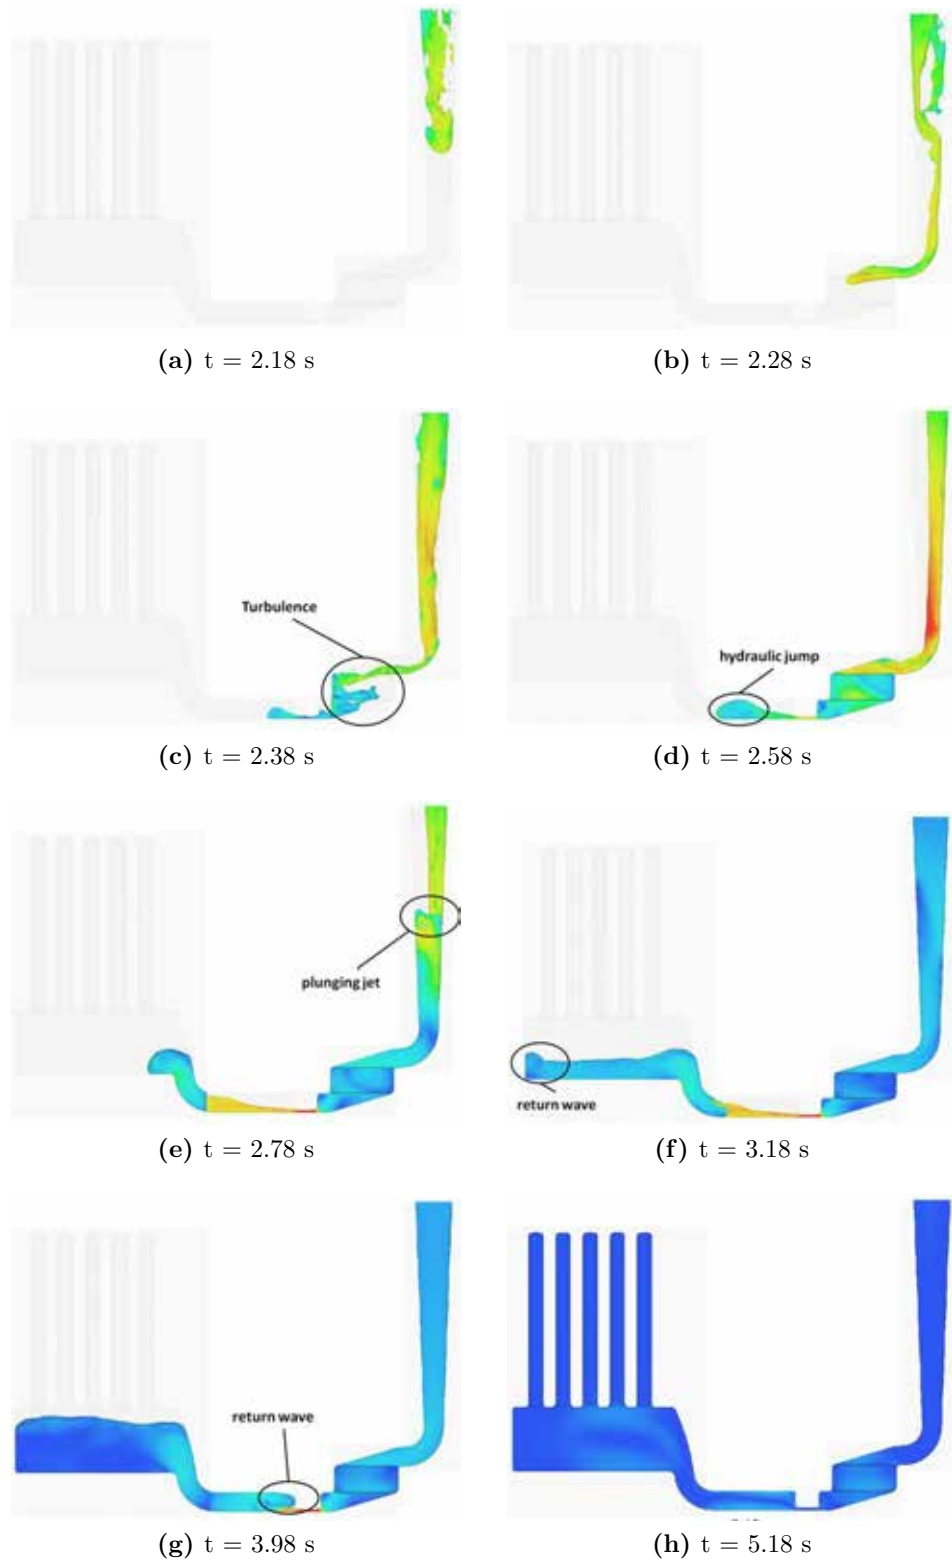 (a) t = 2.18 s
(b) t = 2.28 s
Turbulence
hydraulic jump
(c) t = 2.38 s
(d) t = 2.58 s
plunging jet
return wave
(e) t = 2.78 s
(f) t = 3.18 s
return wave
(g) t = 3.98 s
(h) t = 5.18 s